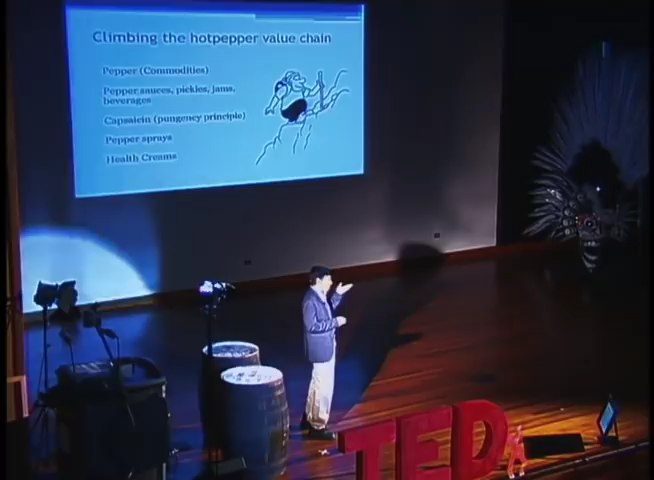 Climbing the hotpepper value chain
Pepper (Commodities)
Pepper sauces, pickles, jams,
beverages
Capsaicin (pungency principle)
Pepper sprays
Health Creams
TED